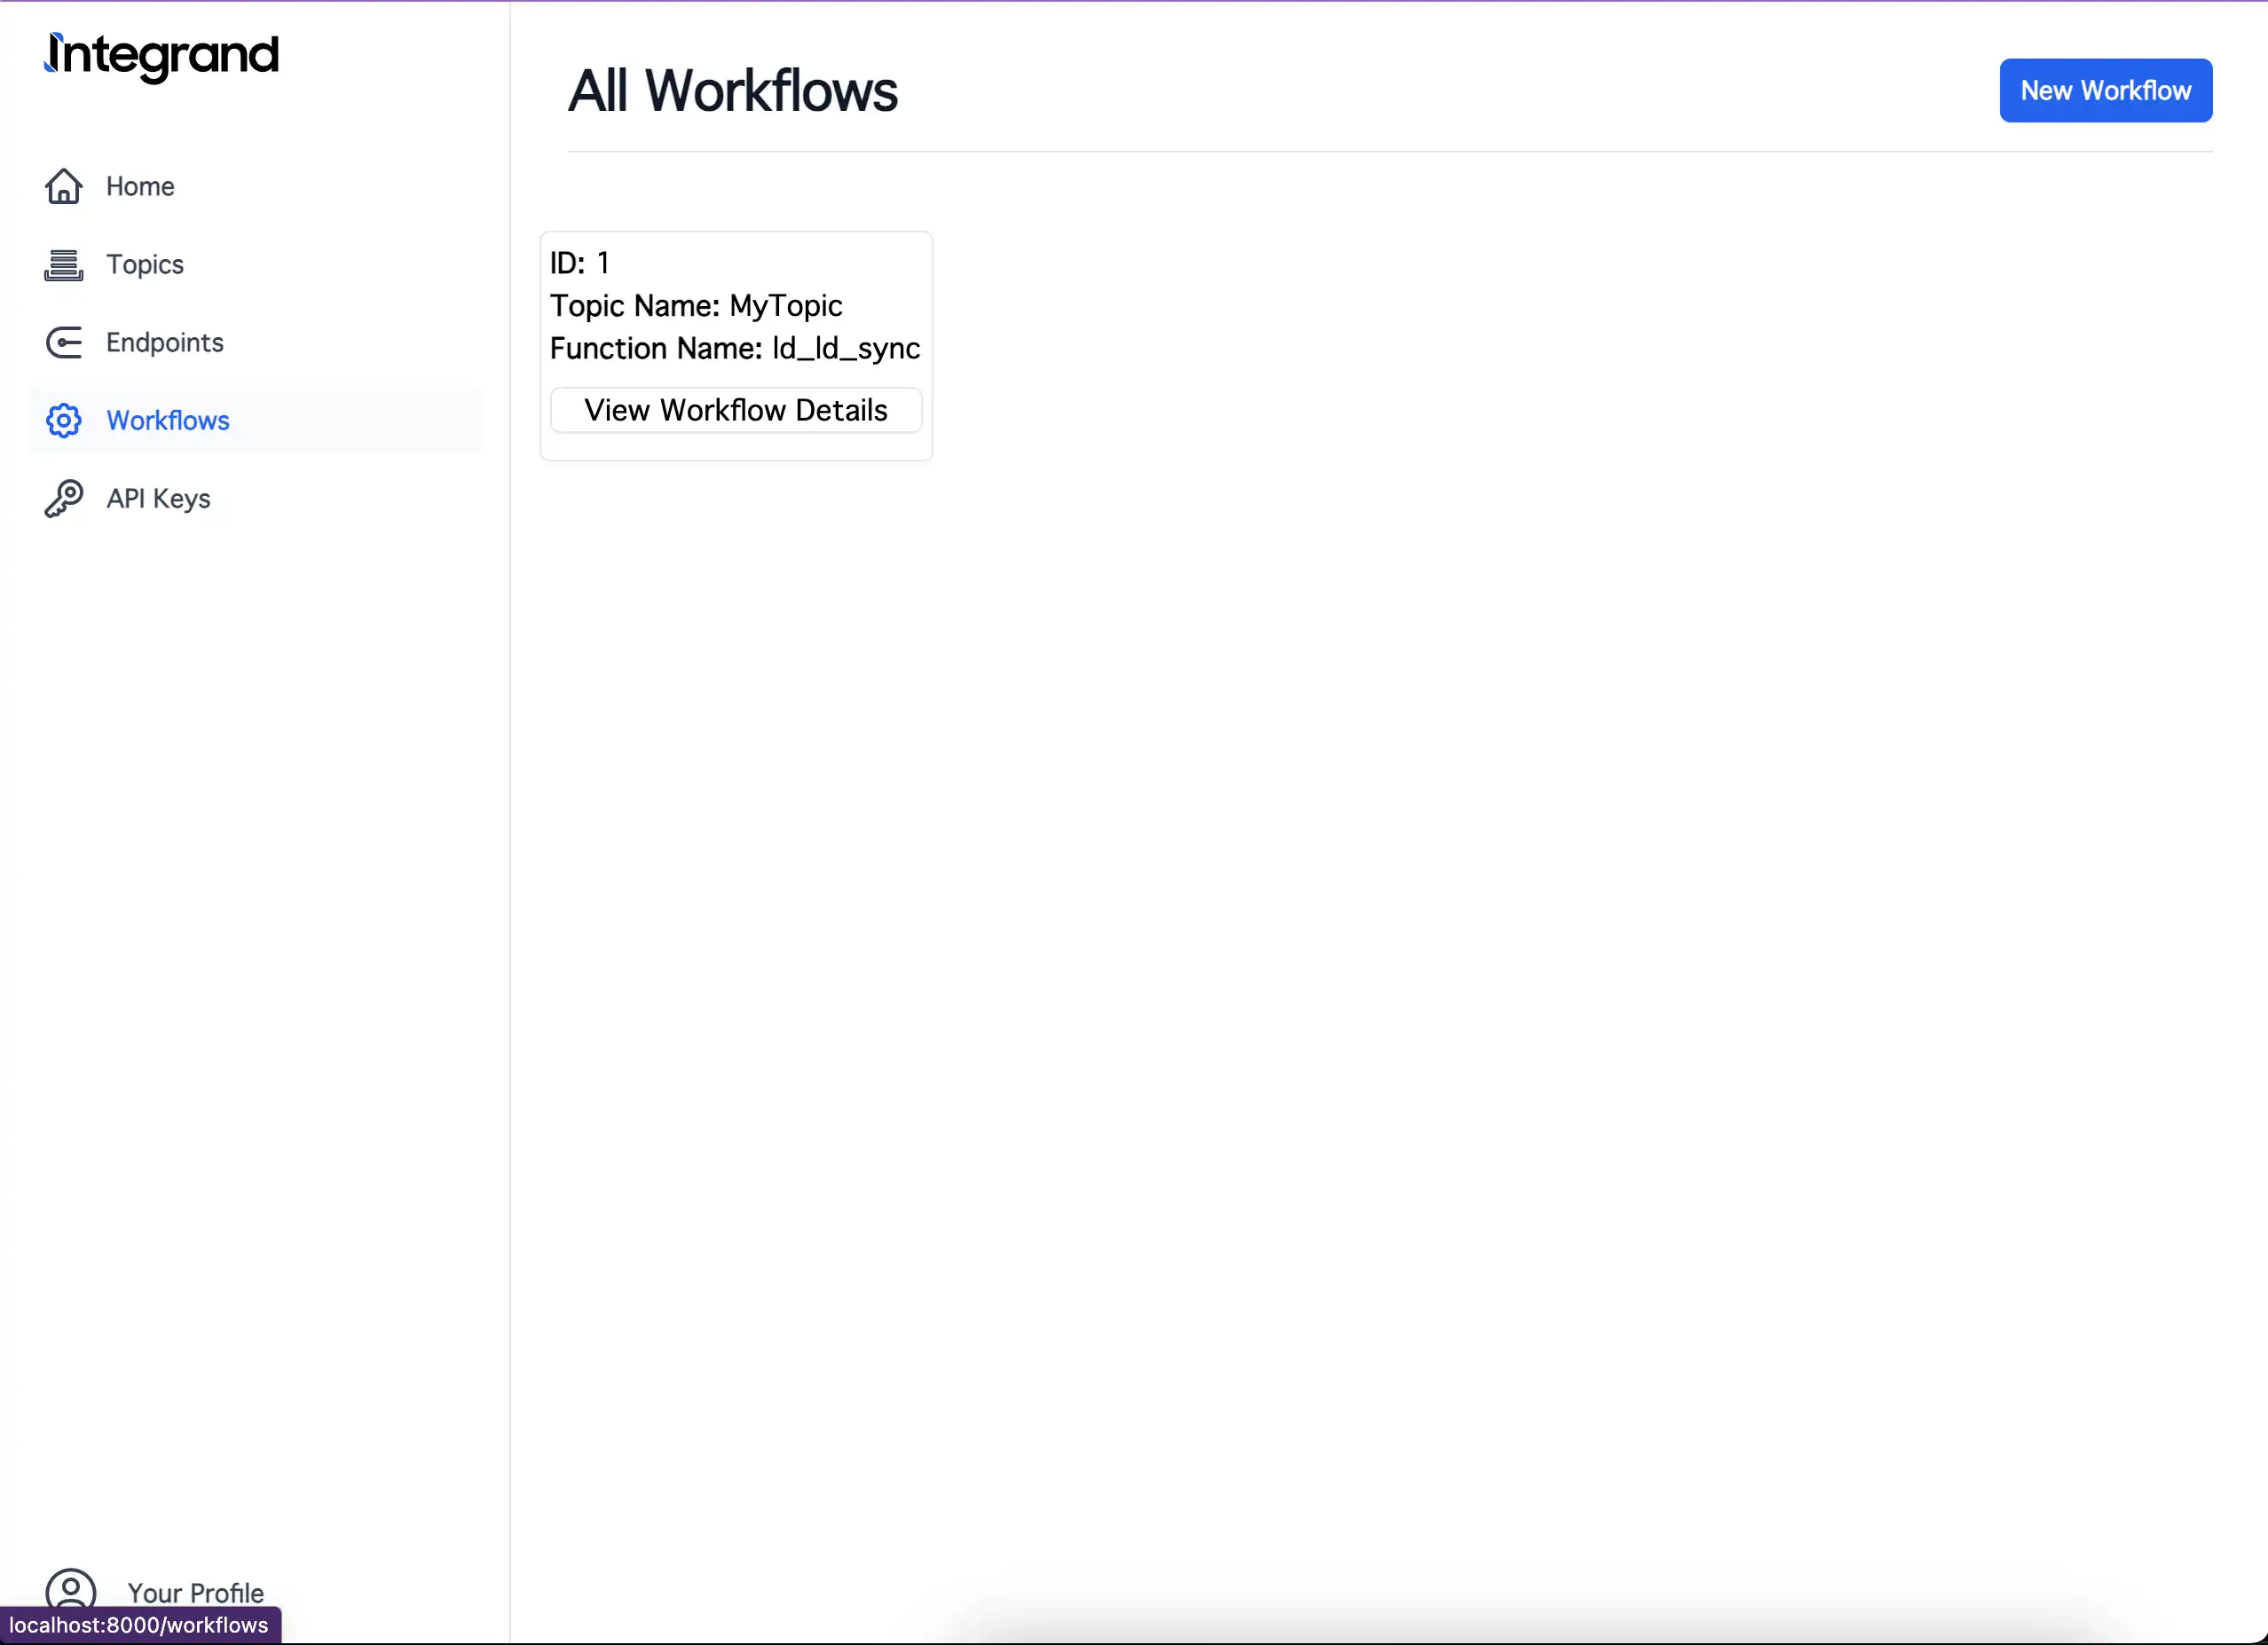 Integrand
Home
Topics
Endpoints
Workflows
API Keys
Your Profile
localhost:8000/workflows
All Workflows
New Workflow
ID: 1
Topic Name: MyTopic
Function Name: ld_ld_sync
View Workflow Details